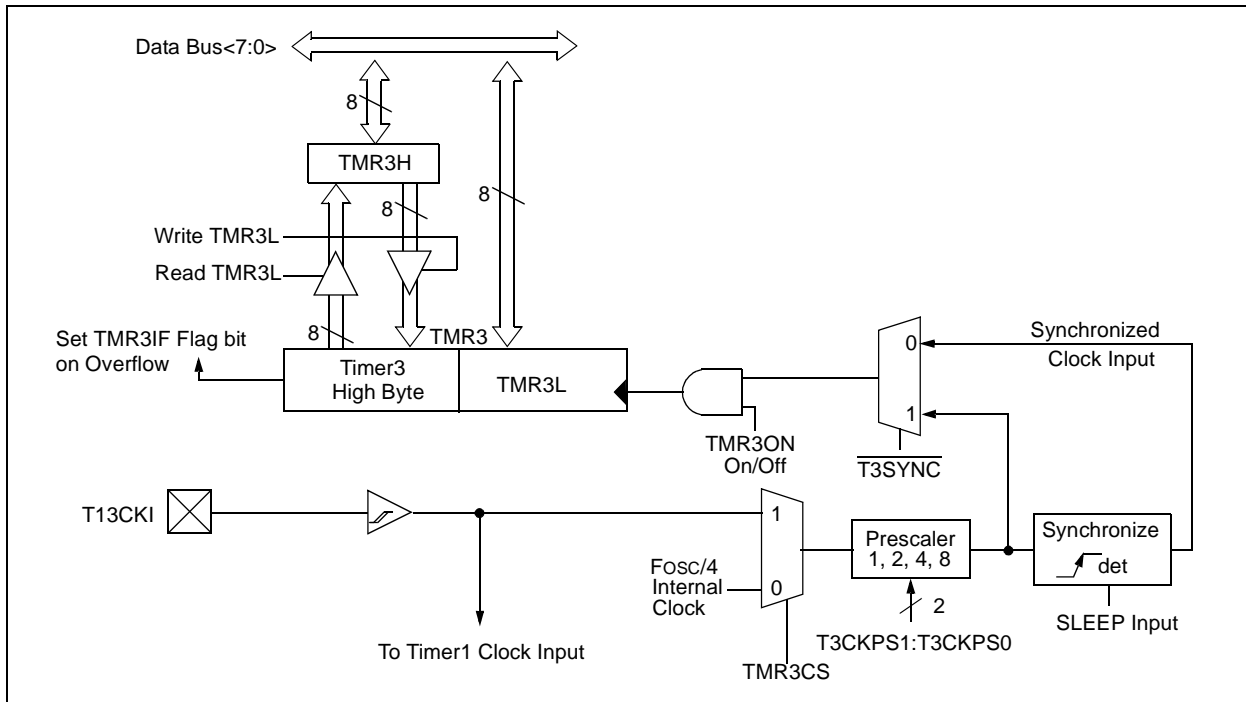 Data Bus<7:0>
8
TMR3H
8
8
Write TMR3L
Read TMR3L
8
TMR3
Set TMR3IF Flag bit
on Overflow
Timer3
High Byte
TMR3L
0
1
Synchronized
Clock Input
TMR3ON
On/Off
T3SYNC
T13CKI
1
0
FOSC/4
Internal
Clock
Prescaler
1, 2, 4, 8
Synchronize
det
2
SLEEP Input
To Timer1 Clock Input
T3CKPS1:T3CKPS0
TMR3CS